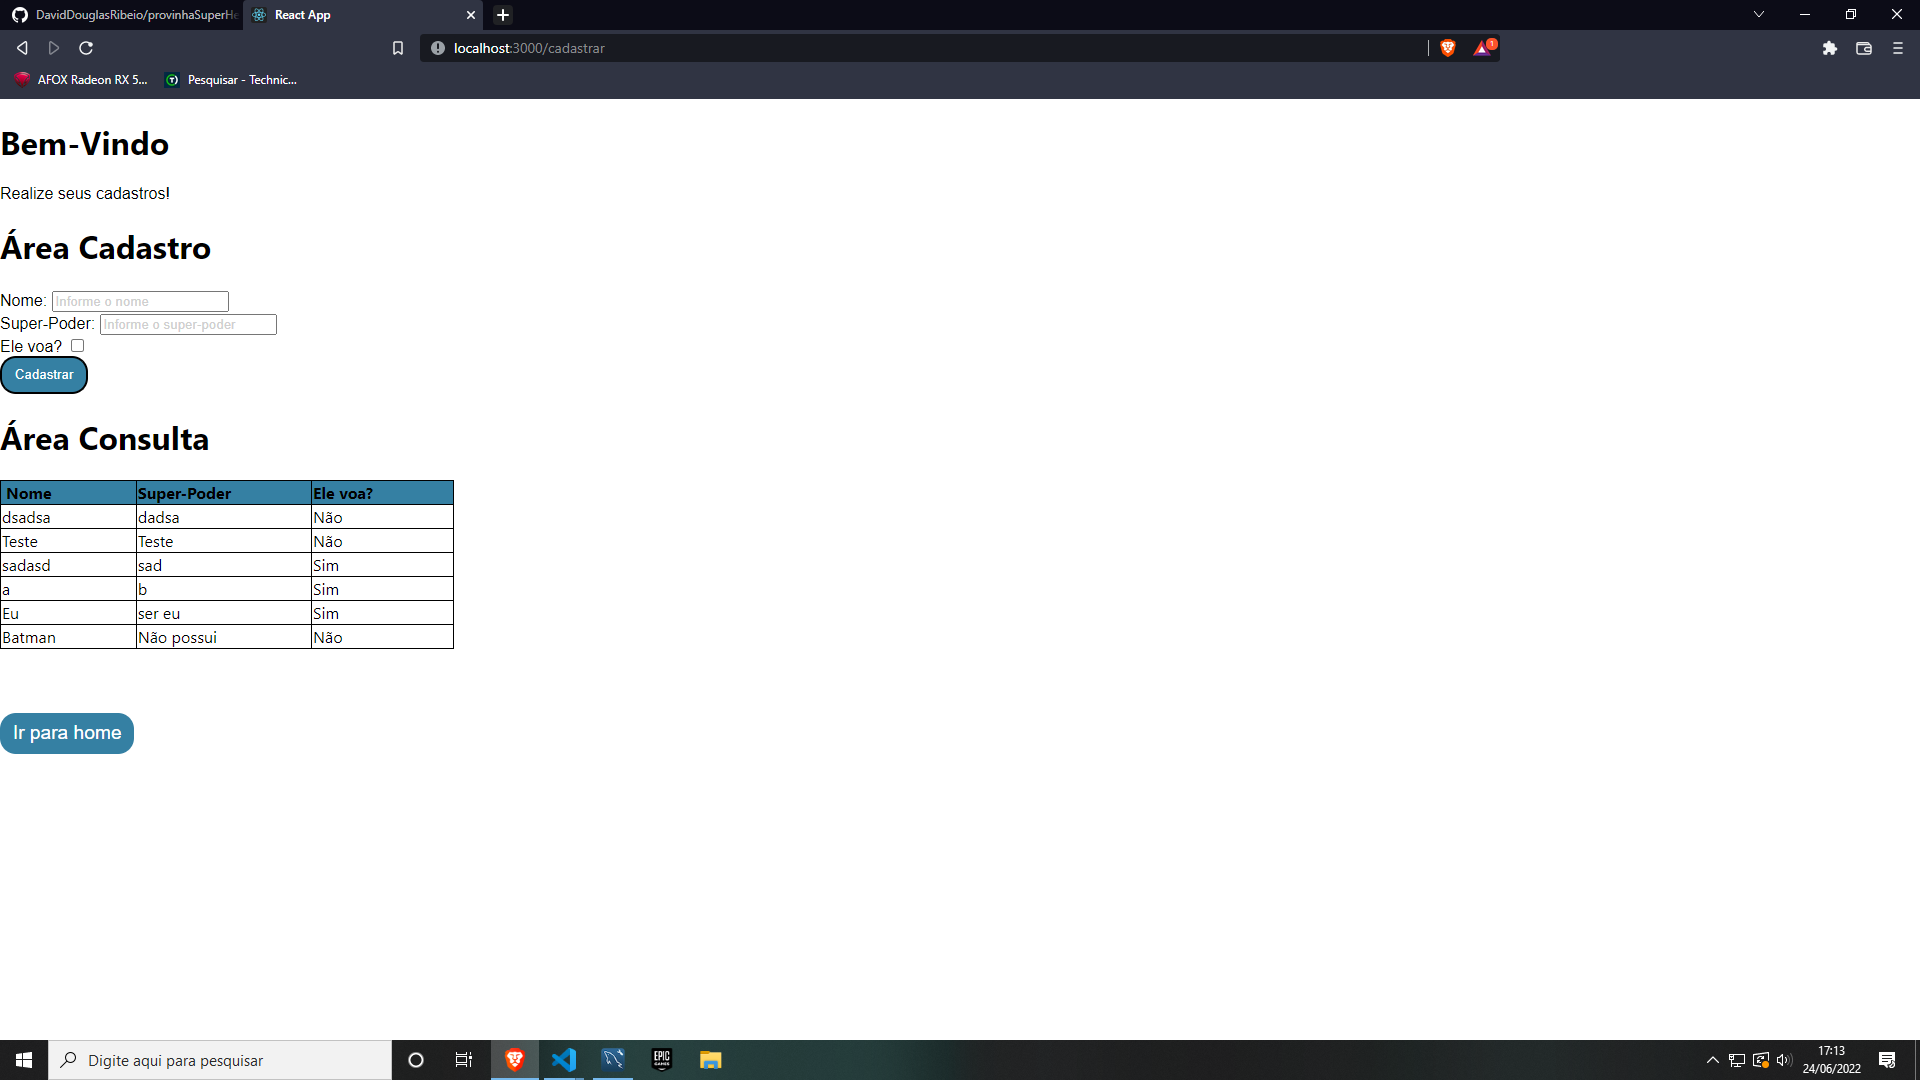 DavidDouglasRibeio/provinhaSuperHe
React App
localhost:3000/cadastrar
1
AFOX Radeon RX 5...
Pesquisar - Technic...
Bem-Vindo
Realize seus cadastros!
Área Cadastro
Nome: Informe o nome
Super-Poder: Informe o super-poder
Ele voa?
Cadastrar
Área Consulta
Nome Super-Poder Ele voa?
dsadsa dadsa Não
Teste Teste Não
sadasd sad Sim
a b Sim
Eu ser eu Sim
Batman Não possui Não
Ir para home
Digite aqui para pesquisar
EPIC
GAMES
17:13
24/06/2022